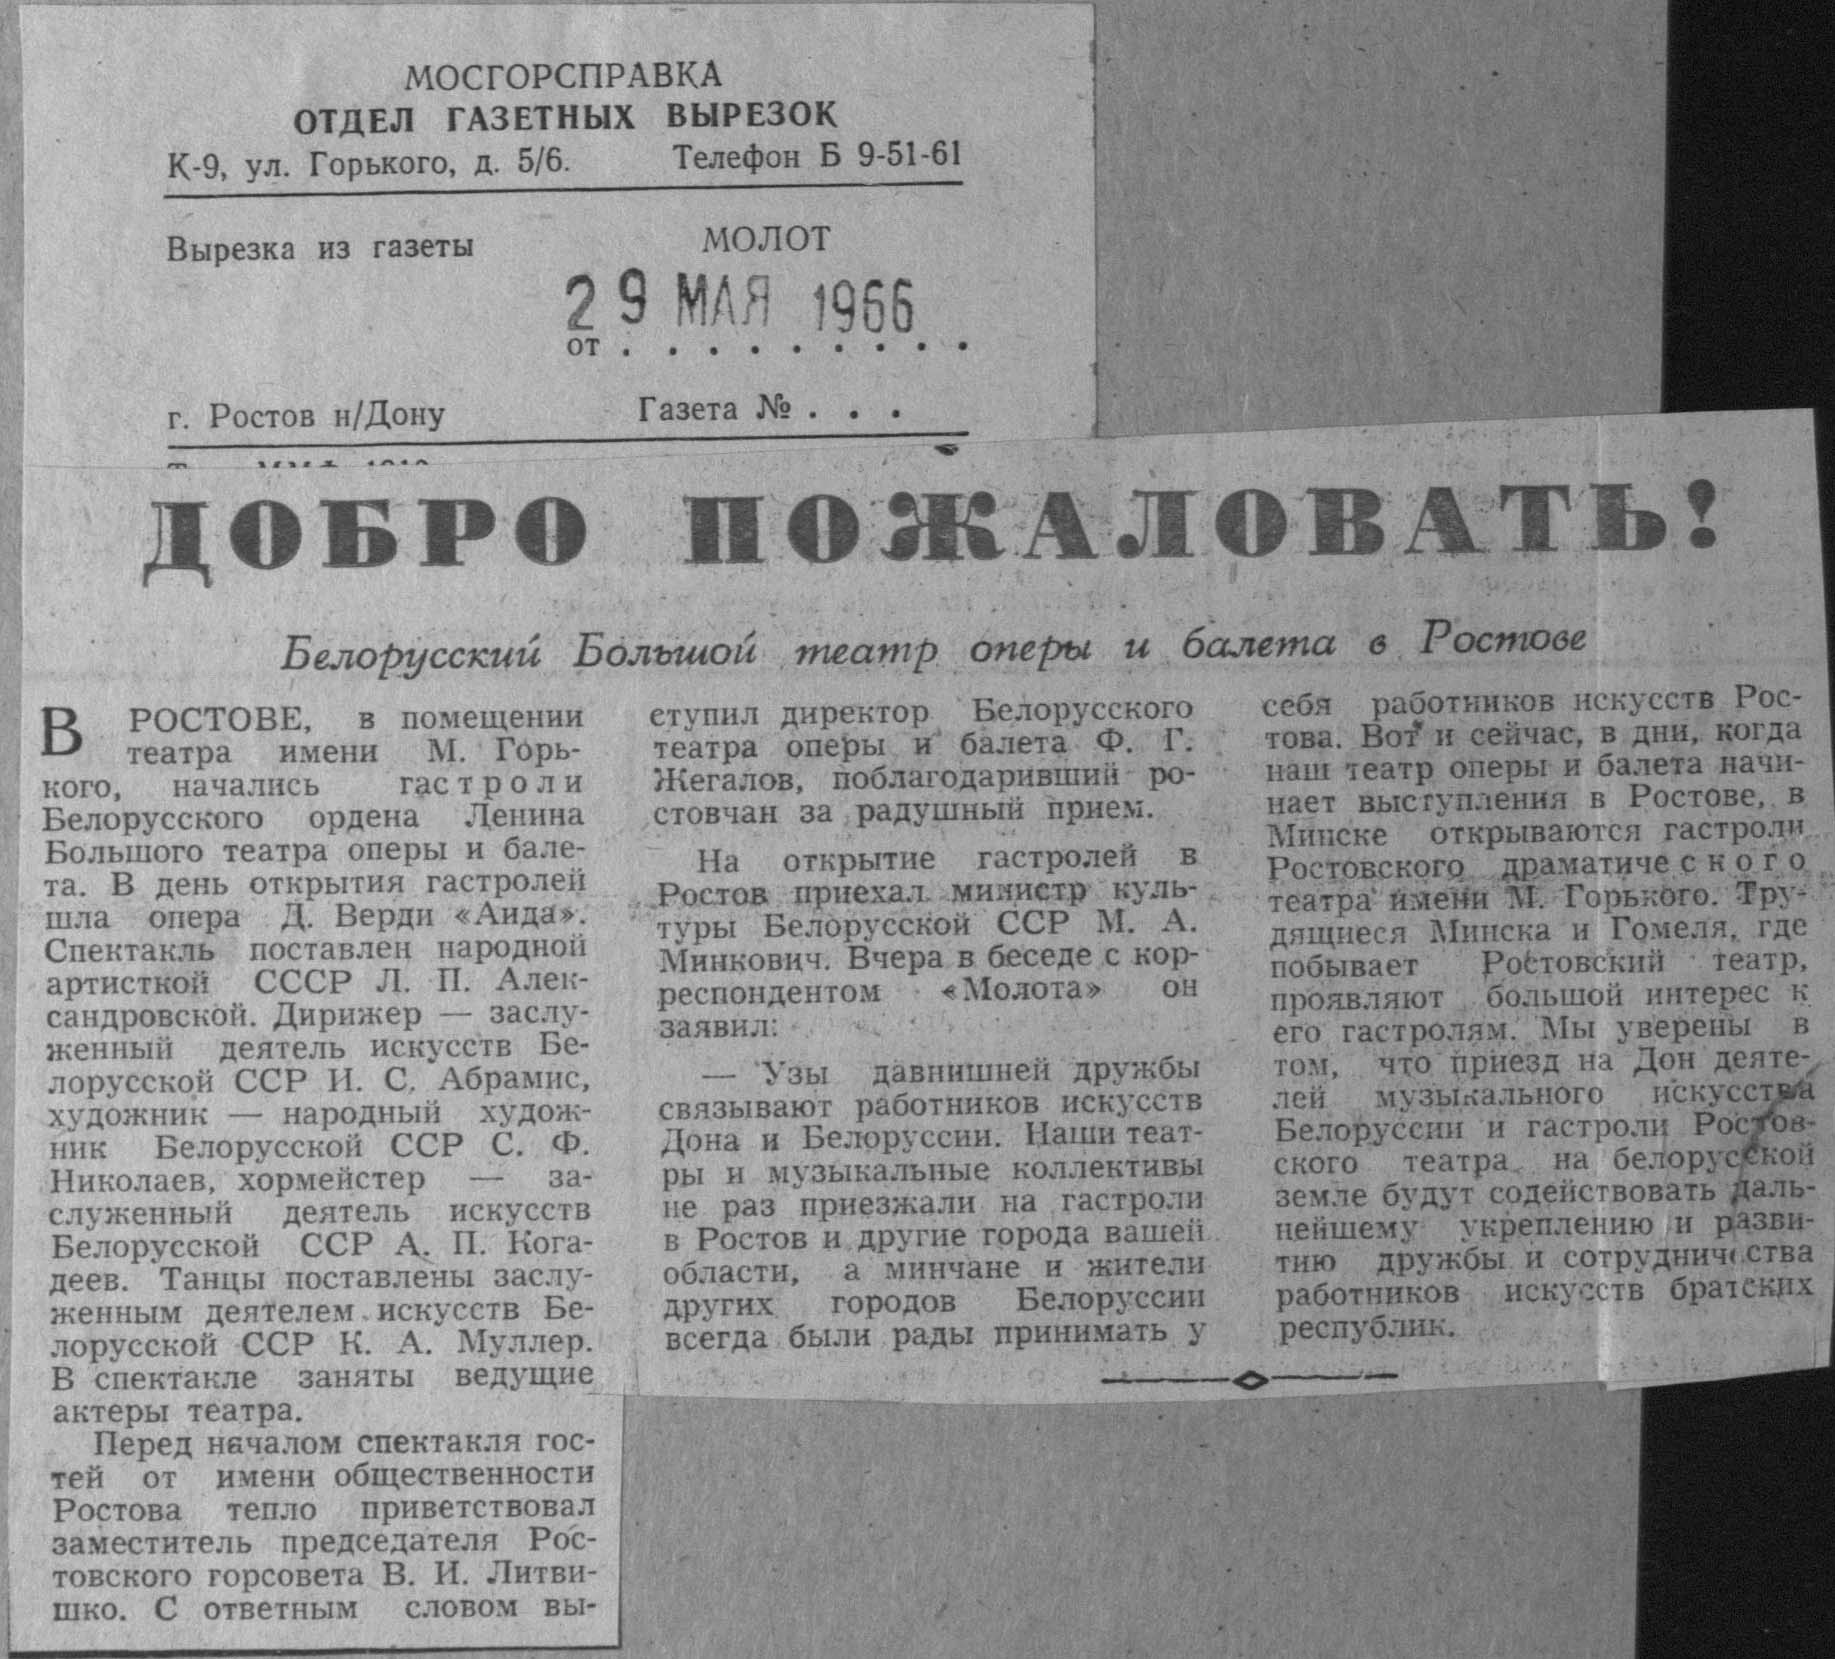 МОСГОРСПРАВКА
ОТДЕЛ ГАЗЕТНЫХ ВЫРЕЗОК
К-9, ул. Горького, д. 5/6. Телефон Б 9-51-61
Вырезка из газеты МОЛОТ
29 МАЯ 1966
от . . . . . . . . .
г. Ростов н/Дону Газета № . . .
ДОБРО ПОЖАЛОВАТЬ!
Белорусский Большой театр оперы и балета в Ростове
В РОСТОВЕ, в помещении
театра имени М. Горь-
кого, начались гастроли
Белорусского ордена Ленина
Большого театра оперы и бале-
та. В день открытия гастролей
шла опера Д. Верди «Аида».
Спектакль поставлен народной
артисткой СССР Л. П. Алек-
сандровской. Дирижер — заслу-
женный деятель искусств Бе-
лорусской ССР И. С. Абрамис,
художник — народный худож-
ник Белорусской ССР С. Ф.
Николаев, хормейстер — за-
служенный деятель искусств
Белорусской ССР А. П. Кога-
деев. Танцы поставлены заслу-
женным деятелем искусств Бе-
лорусской ССР К. А. Муллер.
В спектакле заняты ведущие
актеры театра.
Перед началом спектакля гос-
тей от имени общественности
Ростова тепло приветствовал
заместитель председателя Рос-
товского горсовета В. И. Литви-
шко. С ответным словом вы-
ступил директор Белорусского
театра оперы и балета Ф. Г.
Жегалов, поблагодаривший ро-
стовчан за радушный прием.
На открытие гастролей в
Ростов приехал министр куль-
туры Белорусской ССР М. А.
Минкович. Вчера в беседе с кор-
респондентом «Молота» он
заявил:
— Узы давнишней дружбы
связывают работников искусств
Дона и Белоруссии. Наши теат-
ры и музыкальные коллективы
не раз приезжали на гастроли
в Ростов и другие города вашей
области, а минчане и жители
других городов Белоруссии
всегда были рады принимать у
себя работников искусств Рос-
това. Вот и сейчас, в дни, когда
наш театр оперы и балета начи-
нает выступления в Ростове, в
Минске открываются гастроли
Ростовского драматического
театра имени М. Горького. Тру-
дящиеся Минска и Гомеля, где
побывает Ростовский театр,
проявляют большой интерес к
его гастролям. Мы уверены в
том, что приезд на Дон деяте-
лей музыкального искусства
Белоруссии и гастроли Ростов-
ского театра на белорусской
земле будут содействовать даль-
нейшему укреплению и разви-
тию дружбы и сотрудничества
работников искусств братских
республик.